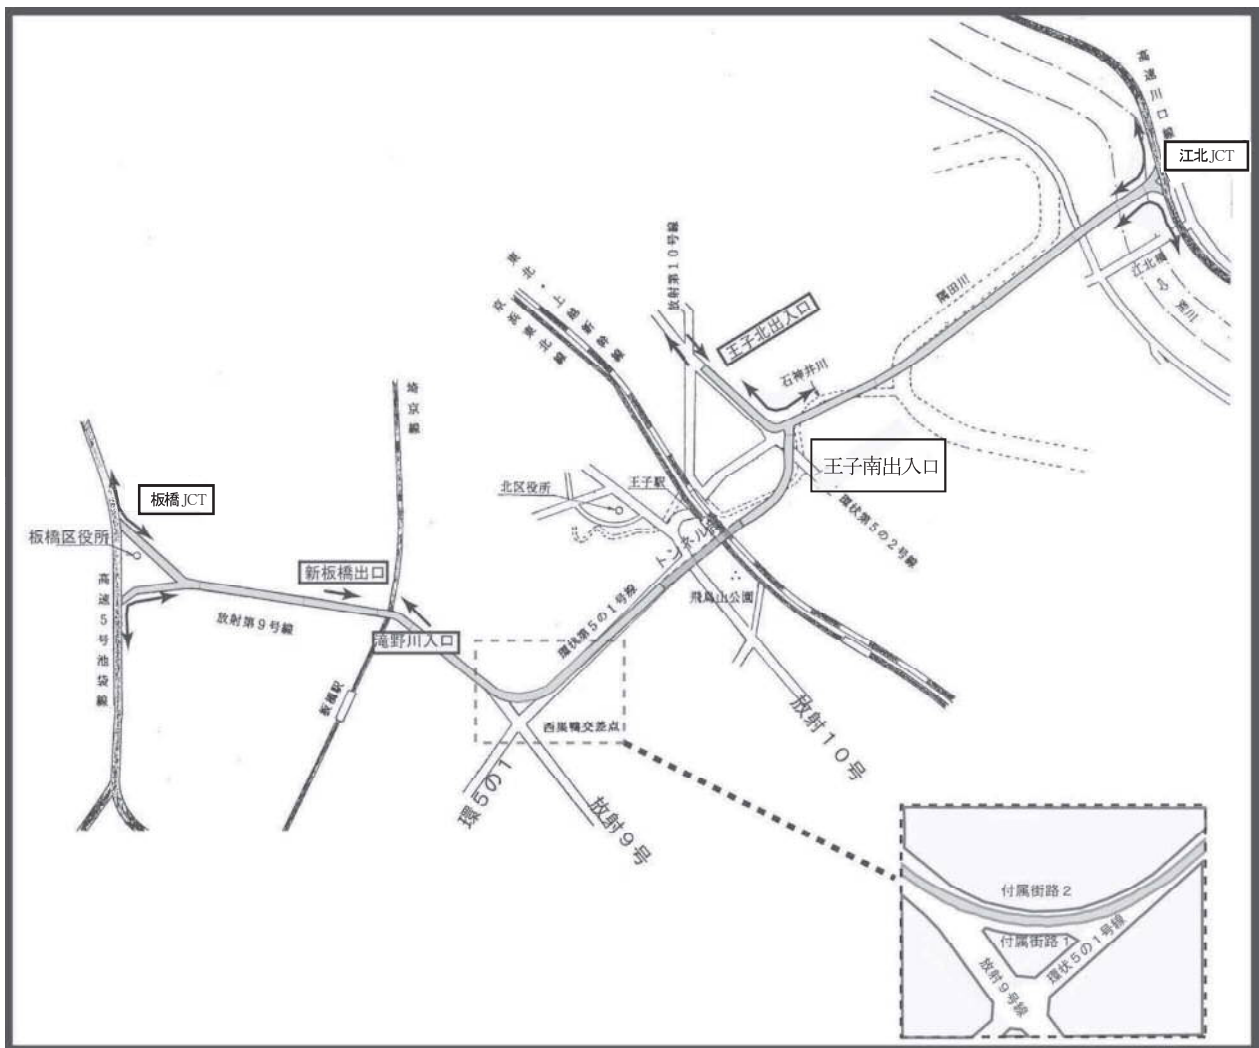 高速川口線
江北JCT
放射第10号線
東北・上越新幹線
京浜東北線
王子北出入口
隅田川
荒川
石神井川
埼京線
王子南出入口
北区役所
王子駅
板橋JCT
環状第5の2号線
板橋区役所
トンネル
新板橋出口
飛鳥山公園
高速5号池袋線
放射第9号線
環状第5の1号線
滝野川入口
板橋駅
西巣鴨交差点
放射10号
環5の1
放射9号
付属街路2
付属街路1
環状5の1号線
放射9号線